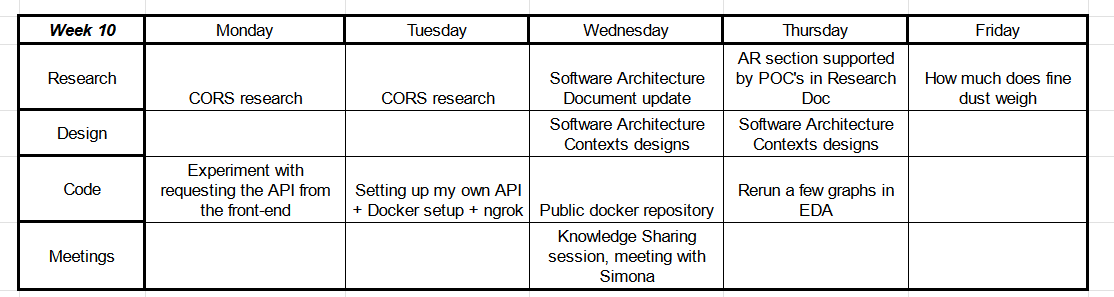 Week 10 Monday Tuesday Wednesday Thursday Friday
Research
CORS research
CORS research
Software Architecture
Document update
AR section supported
by POC's in Research
Doc
How much does fine
dust weigh
Design
Software Architecture
Contexts designs
Software Architecture
Contexts designs
Code
Experiment with
requesting the API from
the front-end
Setting up my own API
+ Docker setup + ngrok
Public docker repository
Rerun a few graphs in
EDA
Meetings
Knowledge Sharing
session, meeting with
Simona